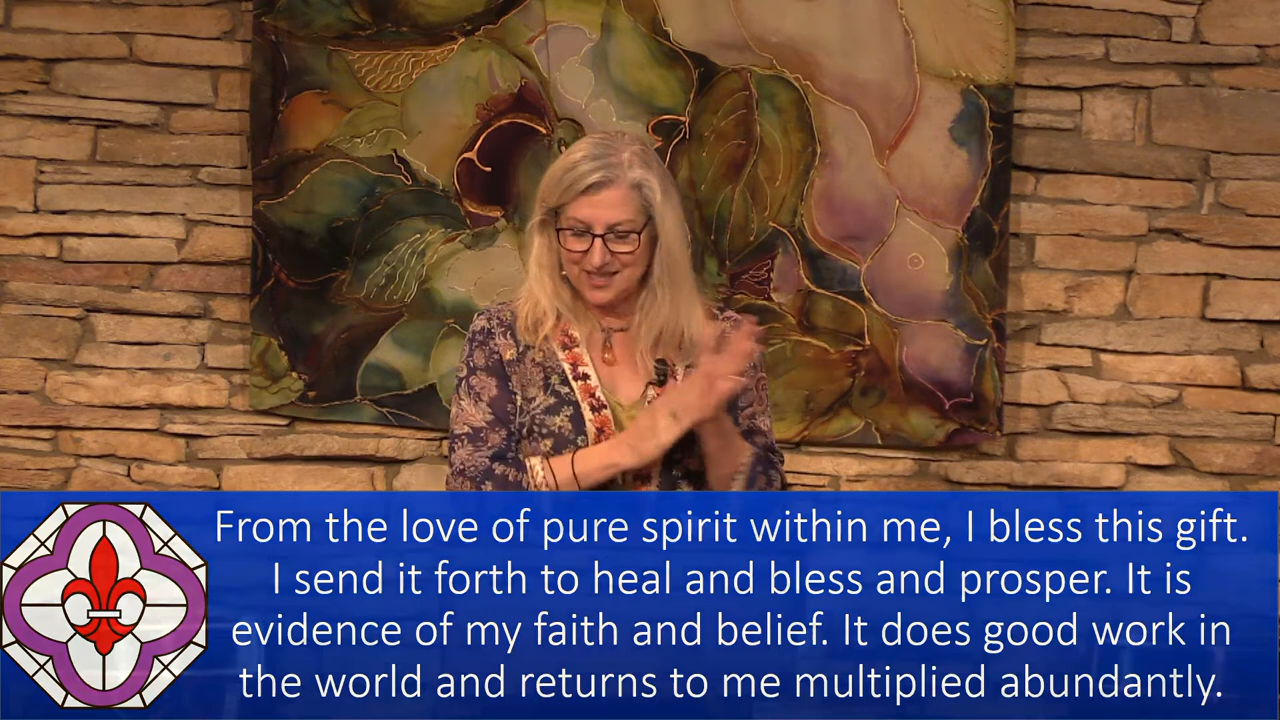 From the love of pure spirit within me, I bless this gift.
I send it forth to heal and bless and prosper. It is
evidence of my faith and belief. It does good work in
the world and returns to me multiplied abundantly.